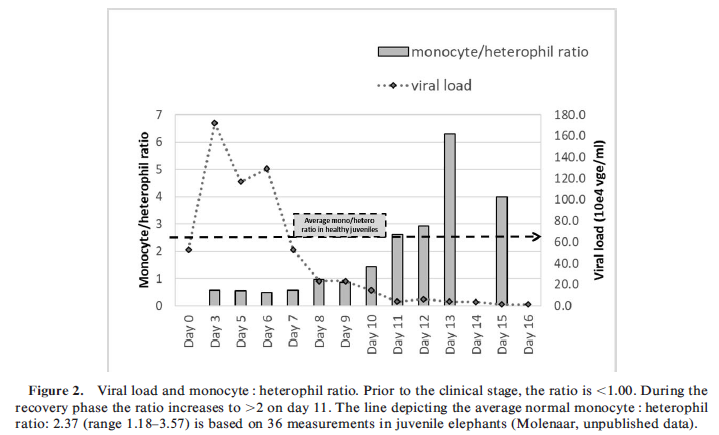 monocyte/heterophil ratio
viral load
Monocyte/heterophil ratio
7
6
5
4
3
2
1
0
Average mono/hetero
ratio in healthy juveniles
180.0
160.0
140.0
120.0
100.0
80.0
60.0
40.0
20.0
0.0
Viral load (10e4 vge/ml)
Day 0
Day 3
Day 5
Day 6
Day 7
Day 8
Day 9
Day 10
Day 11
Day 12
Day 13
Day 14
Day 15
Day 16
Figure 2. Viral load and monocyte : heterophil ratio. Prior to the clinical stage, the ratio is <1.00. During the
recovery phase the ratio increases to >2 on day 11. The line depicting the average normal monocyte : heterophil
ratio: 2.37 (range 1.18–3.57) is based on 36 measurements in juvenile elephants (Molenaar, unpublished data).